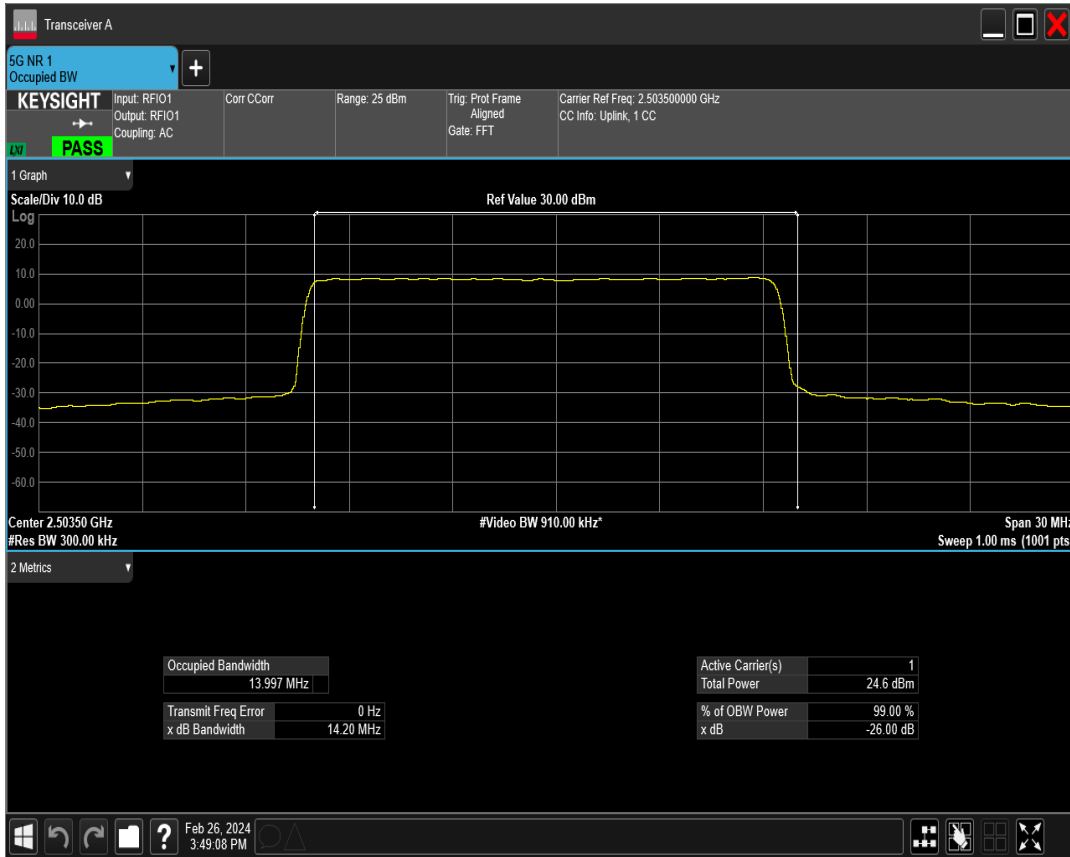 Transceiver A
5G NR 1
Occupied BW
KEYSIGHT
LXI
PASS
Input: RFIO1
Output: RFIO1
Coupling: AC
Corr CCorr
Range: 25 dBm
Trig: Prot Frame
Aligned
Gate: FFT
Carrier Ref Freq: 2.503500000 GHz
CC Info: Uplink, 1 CC
1 Graph
Scale/Div 10.0 dB
Ref Value 30.00 dBm
Log
20.0
10.0
0.00
-10.0
-20.0
-30.0
-40.0
-50.0
-60.0
Center 2.50350 GHz
#Video BW 910.00 kHz*
Span 30 MHz
#Res BW 300.00 kHz
Sweep 1.00 ms (1001 pts
2 Metrics
Occupied Bandwidth
13.997 MHz
Transmit Freq Error 0 Hz
x dB Bandwidth 14.20 MHz
Active Carrier(s) 1
Total Power 24.6 dBm
% of OBW Power 99.00 %
x dB -26.00 dB
?
Feb 26, 2024
3:49:08 PM